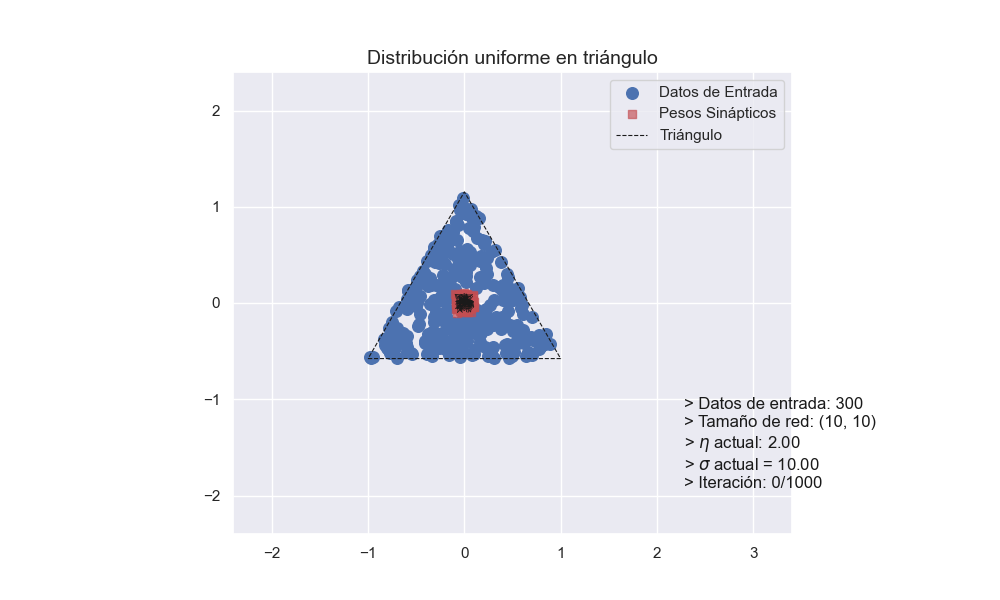 Distribución uniforme en triángulo
Datos de Entrada
Pesos Sinápticos
Triángulo
2
1
0
−1
−2
> Datos de entrada: 300
> Tamaño de red: (10, 10)
> η actual: 2.00
> σ actual = 10.00
> Iteración: 0/1000
−2
−1
0
1
2
3